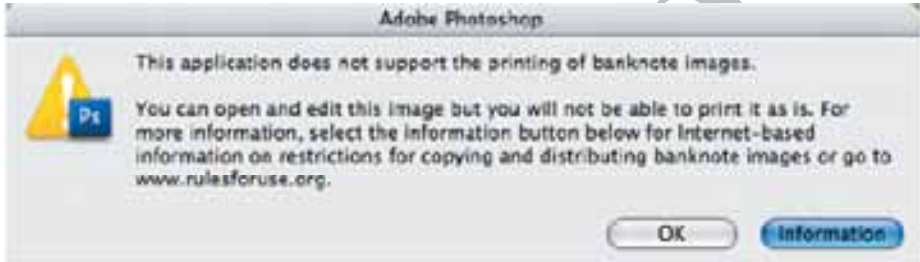 Adobe Photoshop
This application does not support the printing of banknote images.
You can open and edit this image but you will not be able to print it as is. For
more information, select the Information button below for Internet-based
information on restrictions for copying and distributing banknote images or go to
www.rulesforuse.org.
Ps
OK
Information